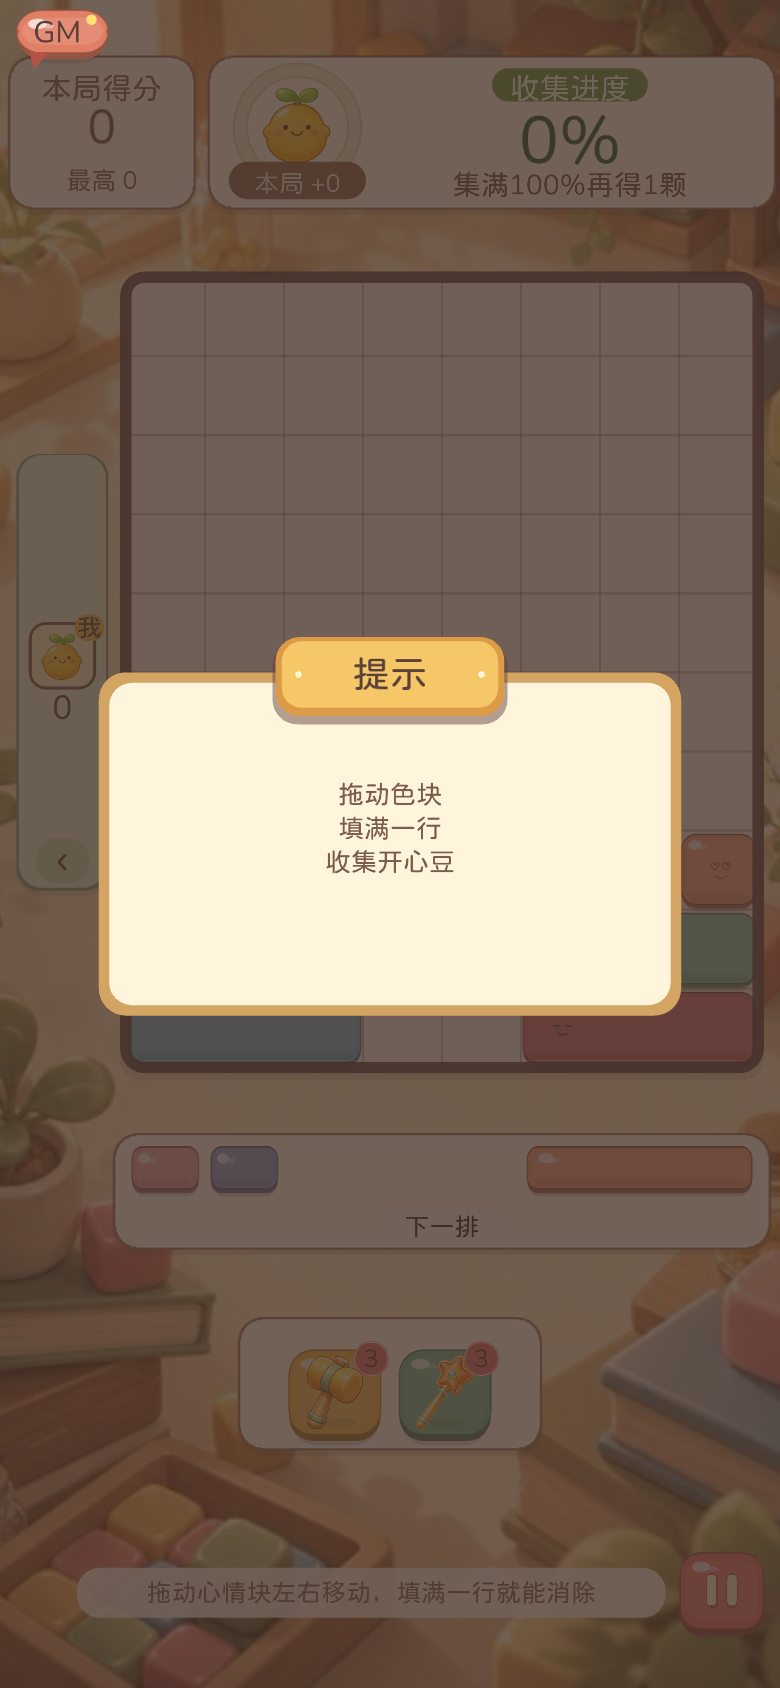 GM
本局得分
0
最高 0
本局 +0
收集进度
0%
集满100%再得1颗
我
0
提示
拖动色块
填满一行
收集开心豆
下一排
3
3
拖动心情块左右移动，填满一行就能消除